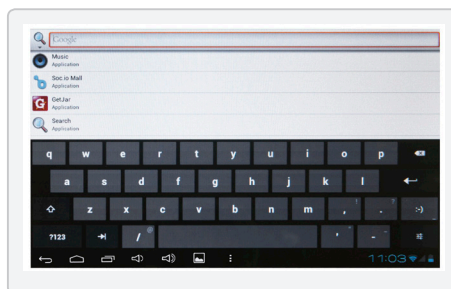 Google
Music
Application
Soc.io Mall
Application
G GetJar
Application
Search
Application
q w e r t y u i o p
a s d f g h j k l
z x c v b n m , ! . ? :-)
?123 / @ ' " - _
11:03